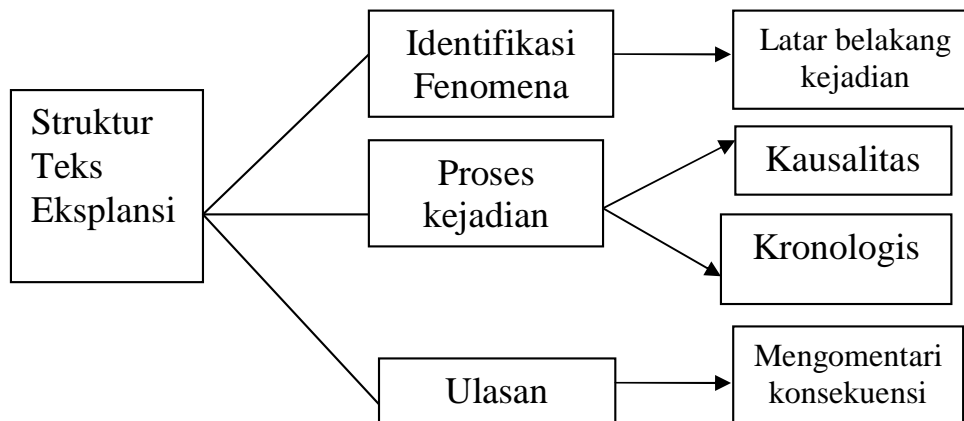 Struktur
Teks
Eksplansi
Identifikasi
Fenomena
Latar belakang
kejadian
Proses
kejadian
Kausalitas
Kronologis
Ulasan
Mengomentari
konsekuensi